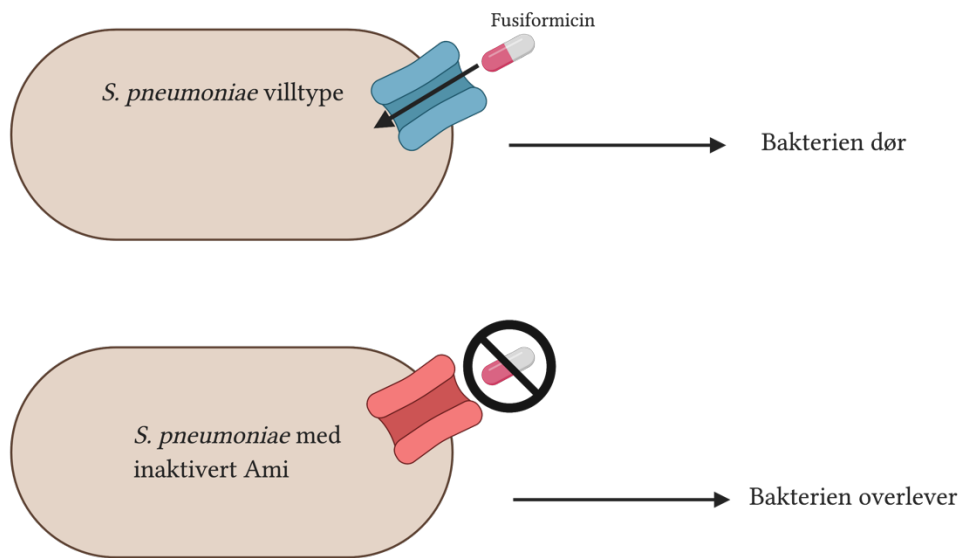 Fusiformicin
S. pneumoniae villtype
Bakterien dør
S. pneumoniae med
inaktivert Ami
Bakterien overlever